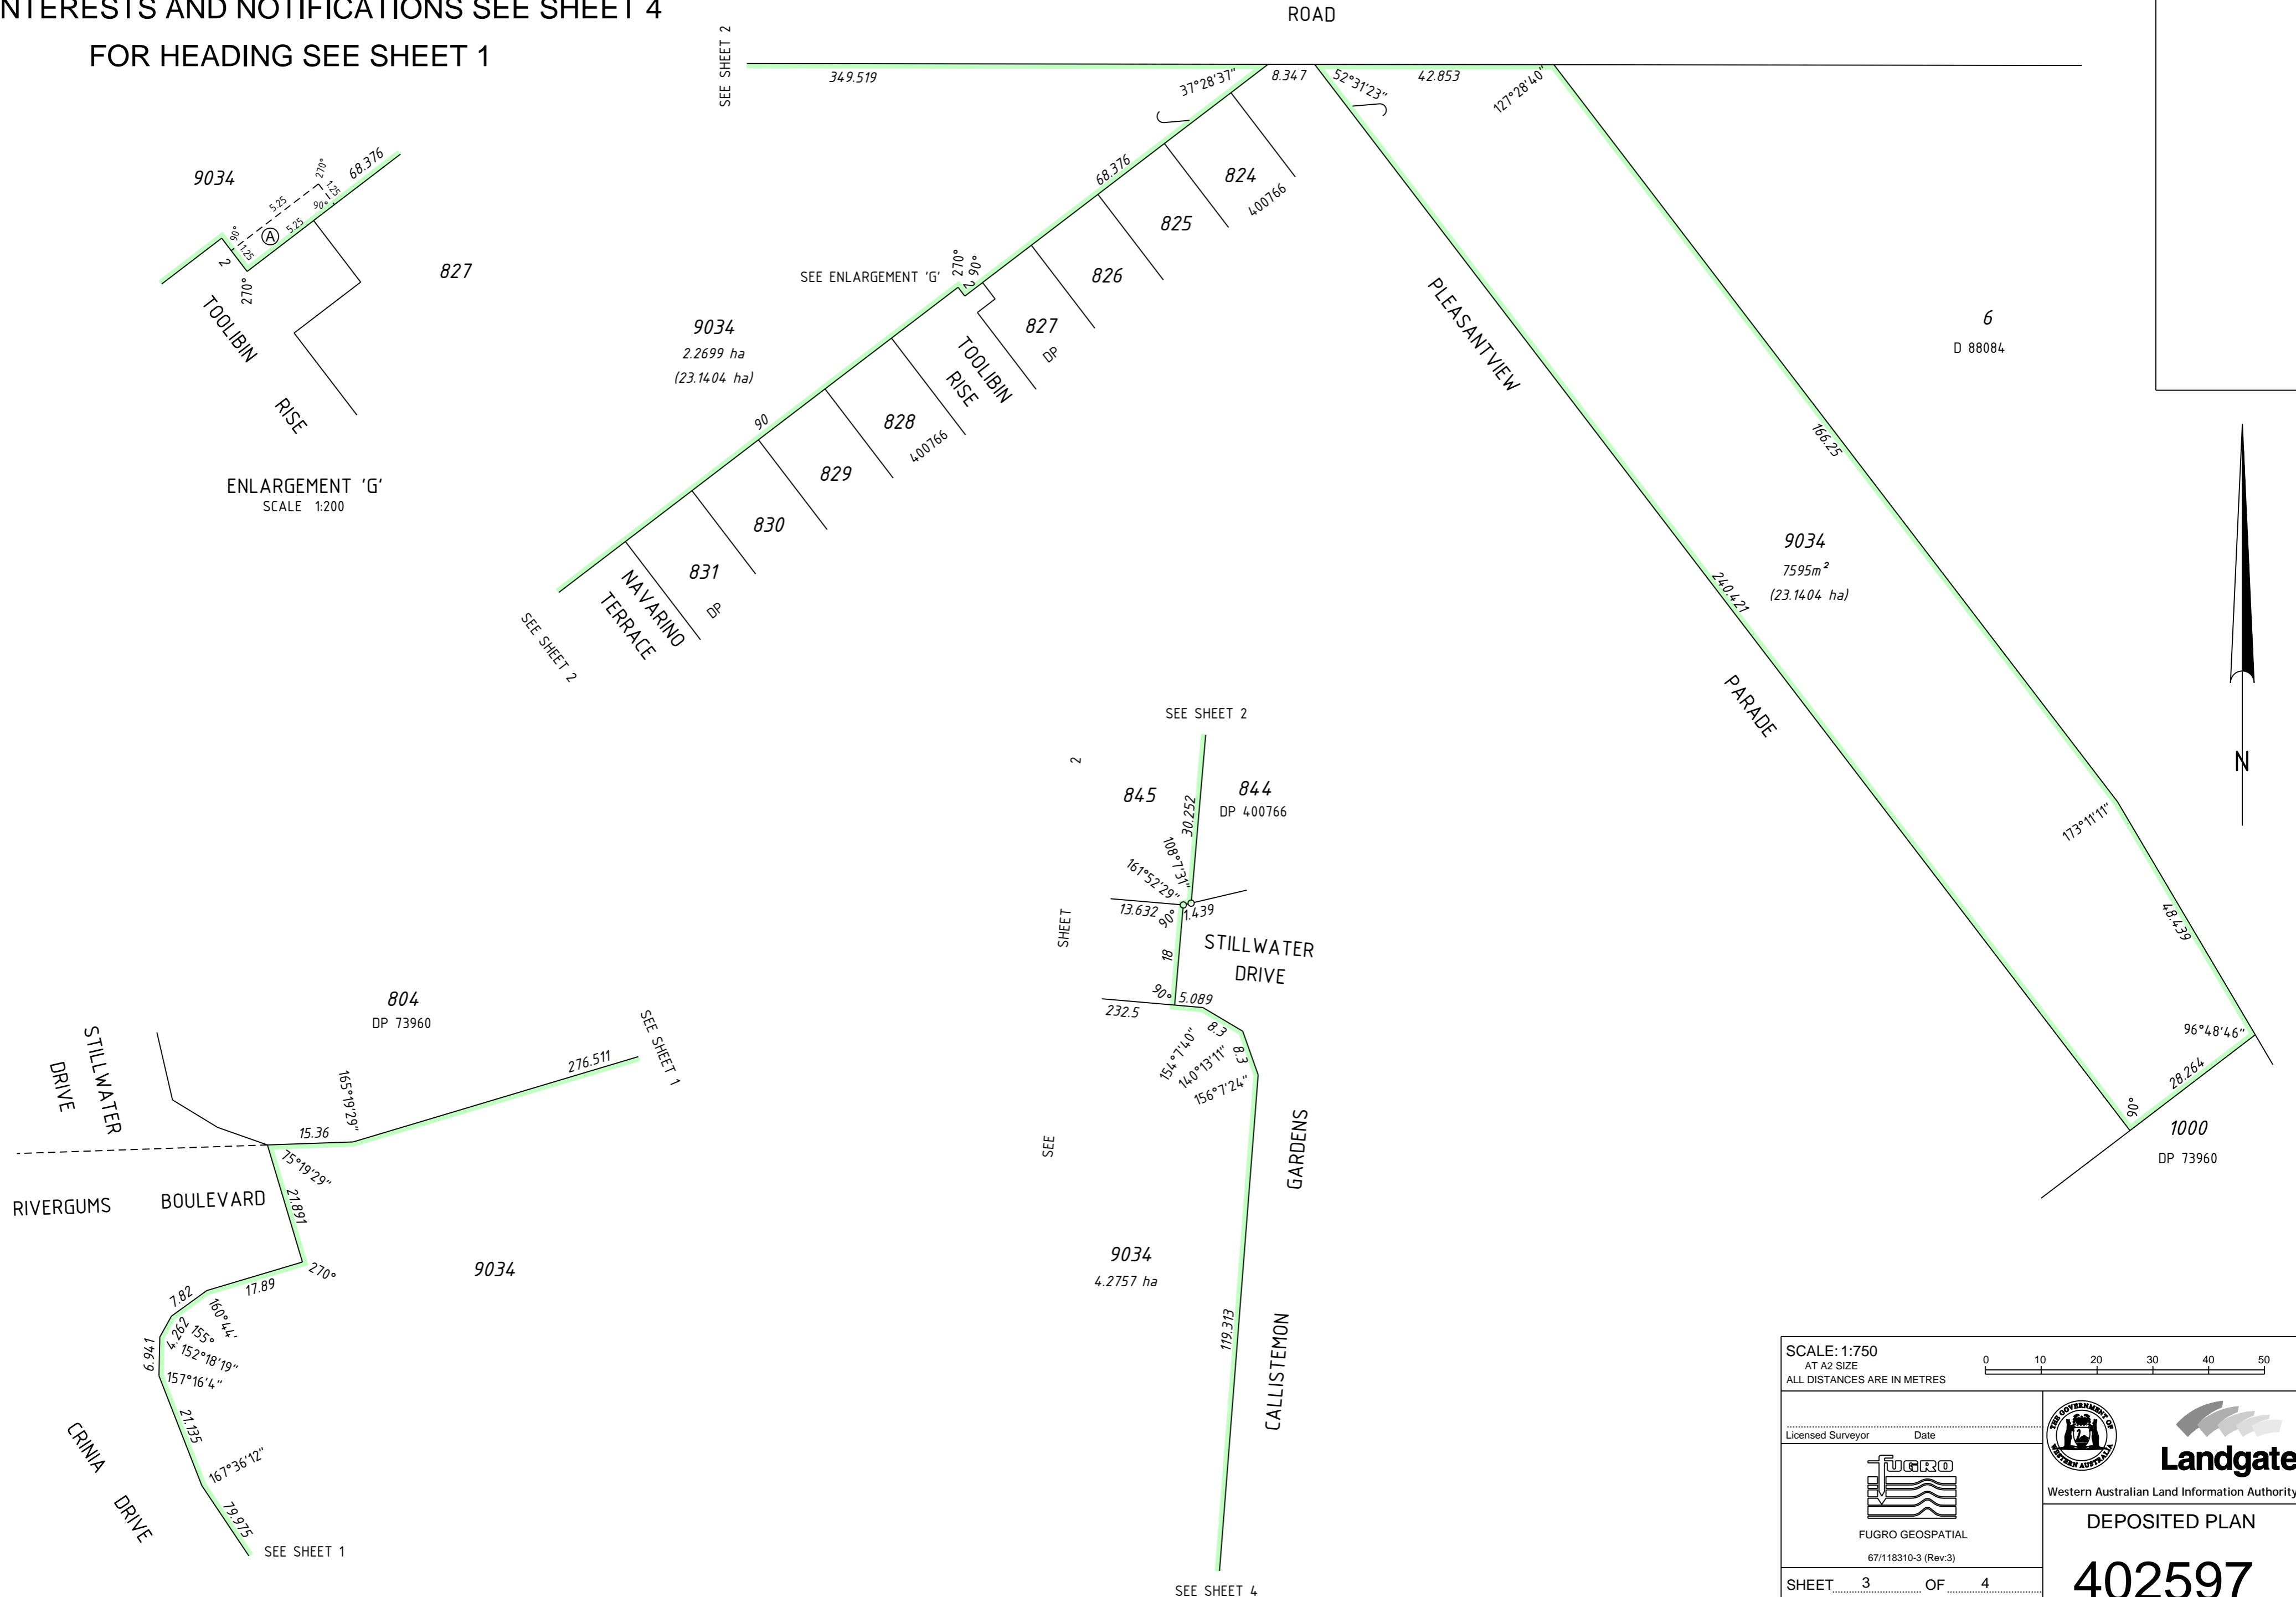 NTERESTS AND NOTIFICATIONS SEE SHEET 4
FOR HEADING SEE SHEET 1
ROAD
SEE SHEET 2
349.519
37°28'37"
8.347
52°31'23"
42.853
127°28'40"
9034
5.25
270°
1.25
68.376
90°
90°
A
5.25
1.25
2
270°
827
TOOLIBIN
RISE
ENLARGEMENT 'G'
SCALE 1:200
68.376
824
400766
825
826
SEE ENLARGEMENT 'G'
270°
90°
2
827
DP
TOOLIBIN
RISE
9034
2.2699 ha
(23.1404 ha)
90
828
400766
829
830
831
DP
NAVARINO
TERRACE
SEE SHEET 2
PLEASANTVIEW
PARADE
6
D 88084
166.25
9034
7595m²
(23.1404 ha)
240.421
173°11'11"
48.439
96°48'46"
28.264
90°
1000
DP 73960
N
SEE SHEET 2
2
845
844
DP 400766
30.252
108°7'31"
161°52'29"
13.632
90°
1.439
SHEET
STILLWATER
DRIVE
18
90°
5.089
232.5
8.3
8.3
154°7'40"
140°13'11"
156°7'24"
SEE
GARDENS
9034
4.2757 ha
119.313
CALLISTEMON
SEE SHEET 4
804
DP 73960
STILLWATER
DRIVE
165°19'29"
276.511
SEE SHEET 1
15.36
75°19'29"
RIVERGUMS BOULEVARD
21.891
270°
9034
17.89
7.82
160°44'
4.262
155°
152°18'19"
6.941
157°16'4"
21.135
167°36'12"
CRINIA
DRIVE
79.975
SEE SHEET 1
SCALE: 1:750
AT A2 SIZE
ALL DISTANCES ARE IN METRES
0 10 20 30 40 50
Licensed Surveyor Date
THE GOVERNMENT OF
WESTERN AUSTRALIA
Landgate
Western Australian Land Information Authority
FUGRO
FUGRO GEOSPATIAL
67/118310-3 (Rev:3)
DEPOSITED PLAN
402597
SHEET 3 OF 4